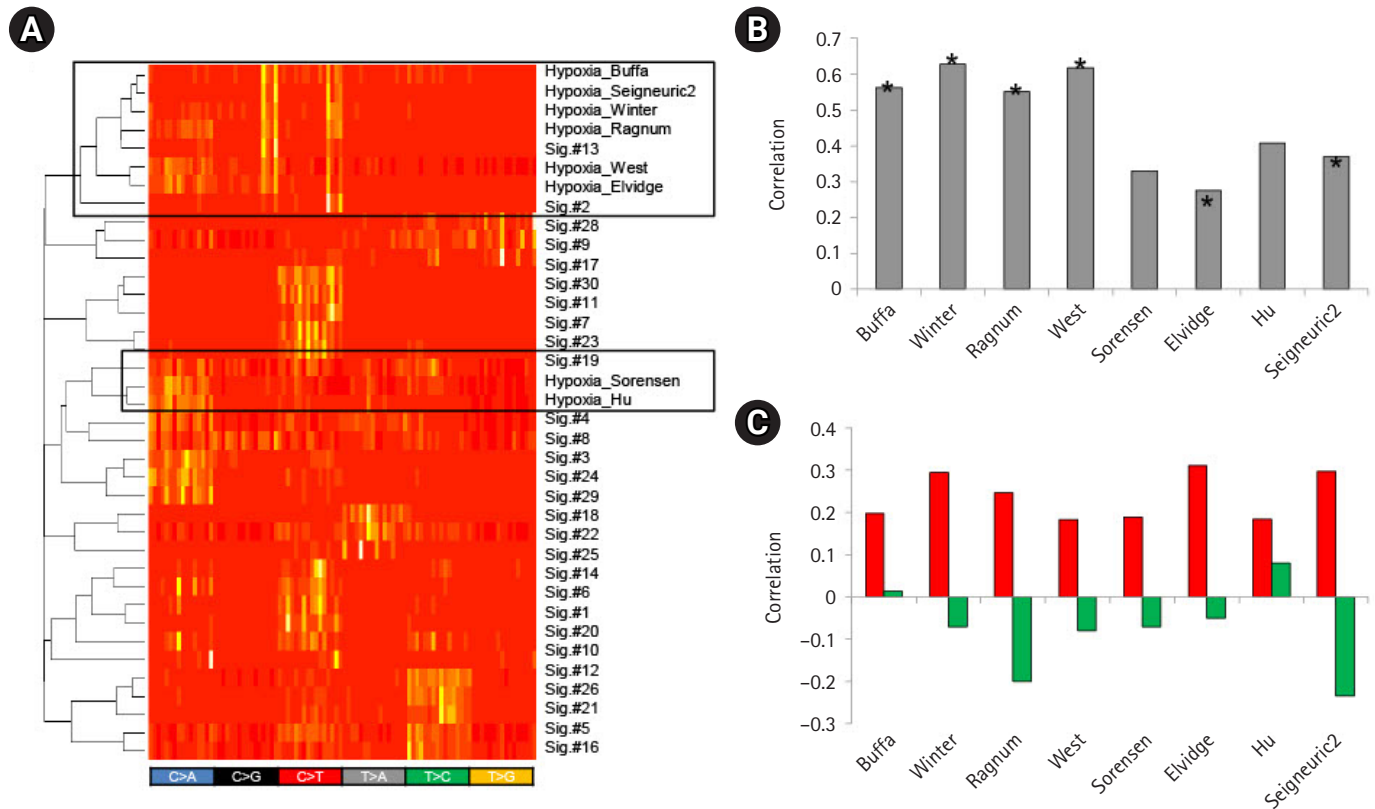 A
Hypoxia_Buffa
Hypoxia_Seigneuric2
Hypoxia_Winter
Hypoxia_Ragnum
Sig.#13
Hypoxia_West
Hypoxia_Elvidge
Sig.#2
Sig.#28
Sig.#9
Sig.#17
Sig.#30
Sig.#11
Sig.#7
Sig.#23
Sig.#19
Hypoxia_Sorensen
Hypoxia_Hu
Sig.#4
Sig.#8
Sig.#3
Sig.#24
Sig.#29
Sig.#18
Sig.#22
Sig.#25
Sig.#14
Sig.#6
Sig.#1
Sig.#20
Sig.#10
Sig.#12
Sig.#26
Sig.#21
Sig.#5
Sig.#16
C>A C>G C>T T>A T>C T>G
B
Correlation
0.7
0.6
0.5
0.4
0.3
0.2
0.1
0
* * * * * *
Buffa Winter Ragnum West Sorensen Elvidge Hu Seigneuric2
C
Correlation
0.4
0.3
0.2
0.1
0
−0.1
−0.2
−0.3
Buffa Winter Ragnum West Sorensen Elvidge Hu Seigneuric2